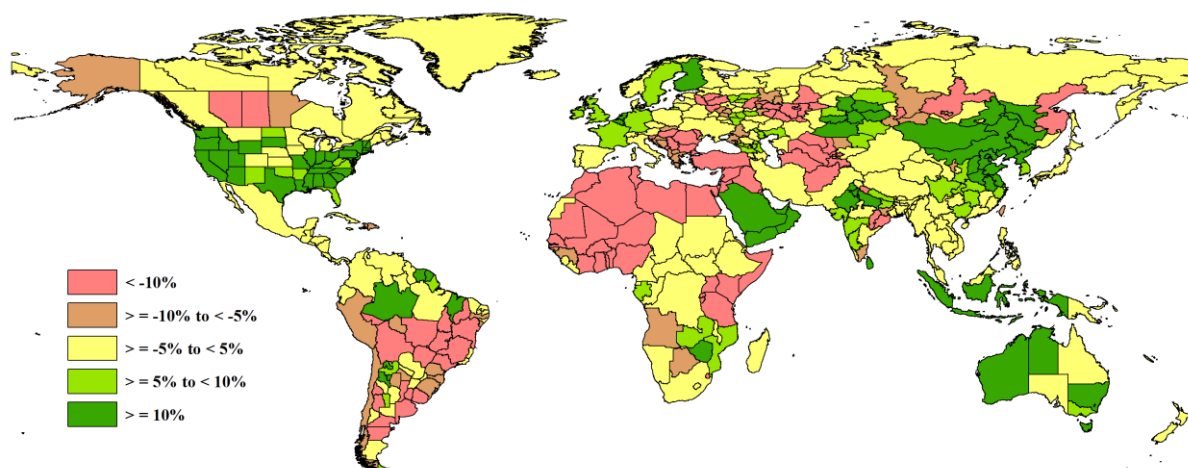 < -10%
> = -10% to < -5%
> = -5% to < 5%
> = 5% to < 10%
> = 10%